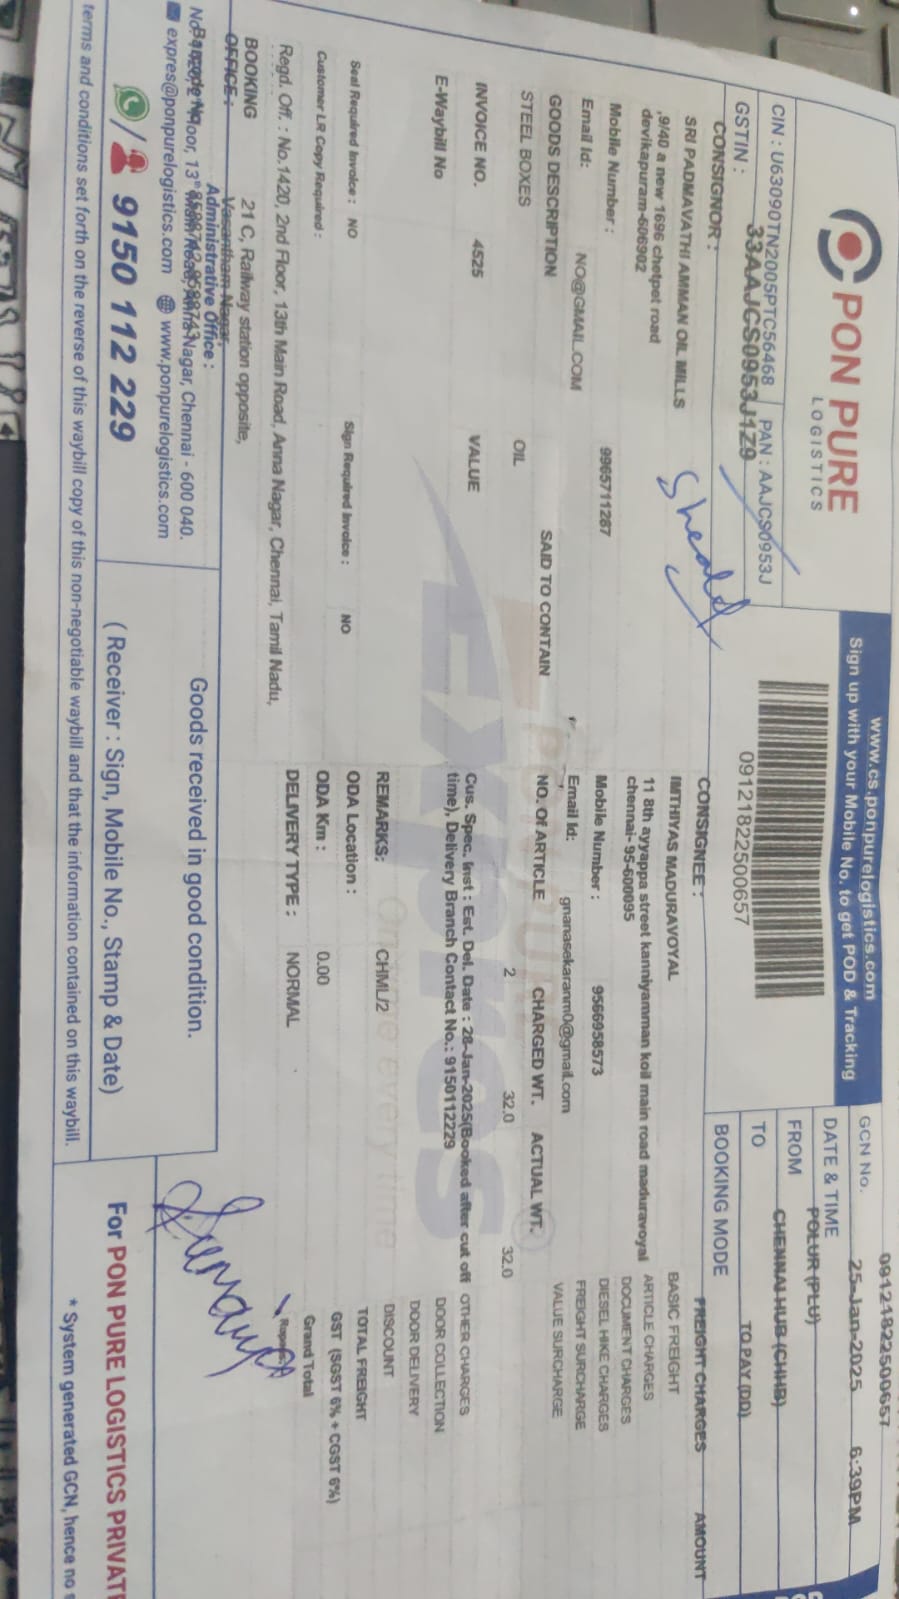 PON PURE
LOGISTICS
CIN : U63090TN2005PTC56468 PAN : AAJCS0953J
GSTIN : 33AAJCS0953J1Z9
www.cs.ponpurelogistics.com
Sign up with your Mobile No. to get POD & Tracking
09121822500657
GCN No. 09121822500657
DATE & TIME 25-Jan-2025 6:39PM
FROM POLUR (PLU)
TO CHENNAI HUB (CHHB)
BOOKING MODE TO PAY (DD)
CONSIGNOR :
SRI PADMAVATHI AMMAN OIL MILLS
,9/40 a new 1696 chetpet road
devikapuram-606902
Mobile Number : 9965711287
Email Id: NO@GMAIL.COM
CONSIGNEE :
IMTHIYAS MADURAVOYAL
11 8th ayyappa street kanniyamman koil main road maduravoyal
chennai- 95-600095
Mobile Number : 9566958573
Email Id: gnanasekaranm0@gmail.com
FREIGHT CHARGES AMOUNT
BASIC FREIGHT
ARTICLE CHARGES
DOCUMENT CHARGES
DIESEL HIKE CHARGES
FREIGHT SURCHARGE
VALUE SURCHARGE
OTHER CHARGES
DOOR COLLECTION
DOOR DELIVERY
DISCOUNT
TOTAL FREIGHT
GST (SGST 6% + CGST 6%)
Grand Total
GOODS DESCRIPTION SAID TO CONTAIN NO. Of ARTICLE CHARGED WT. ACTUAL WT.
STEEL BOXES OIL 2 32.0 32.0
INVOICE NO. 4525 VALUE
E-Waybill No
Cus. Spec. Inst : Est. Del. Date : 28-Jan-2025(Booked after cut off
time), Delivery Branch Contact No.: 9150112229
REMARKS: CHML/2
Seal Required Invoice : NO Sign Required Invoice : NO
Customer LR Copy Required :
ODA Location :
ODA Km : 0.00
DELIVERY TYPE : NORMAL
Regd. Off. : No.1420, 2nd Floor, 13th Main Road, Anna Nagar, Chennai, Tamil Nadu,
BOOKING 21 C, Railway station opposite,
OFFICE : Vasantham Nagar,
Administrative Office :
Nagar, Chennai - 600 040.
expres@ponpurelogistics.com www.ponpurelogistics.com
/ 9150 112 229
Goods received in good condition.
( Receiver : Sign, Mobile No., Stamp & Date)
For PON PURE LOGISTICS PRIVAT
* System generated GCN, hence no
terms and conditions set forth on the reverse of this waybill copy of this non-negotiable waybill and that the information contained on this waybill.